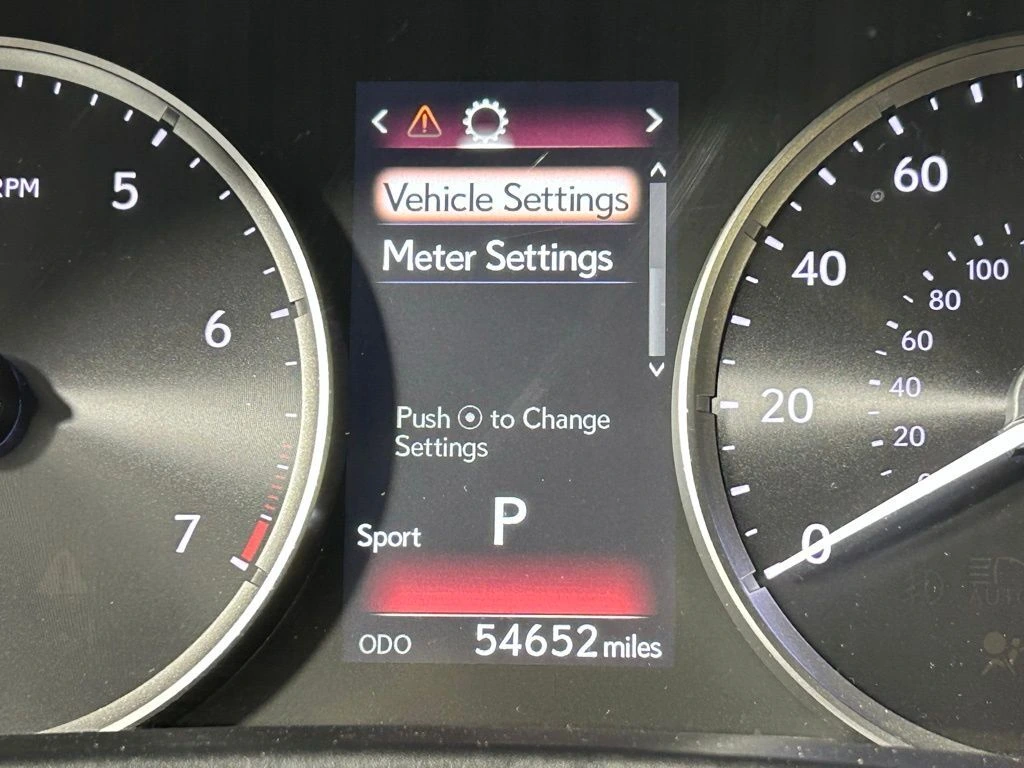 RPM
5
6
7
Vehicle Settings
Meter Settings
Push to Change
Settings
P
Sport
ODO 54652 miles
60
40
20
0
100
80
60
40
20
AUTO